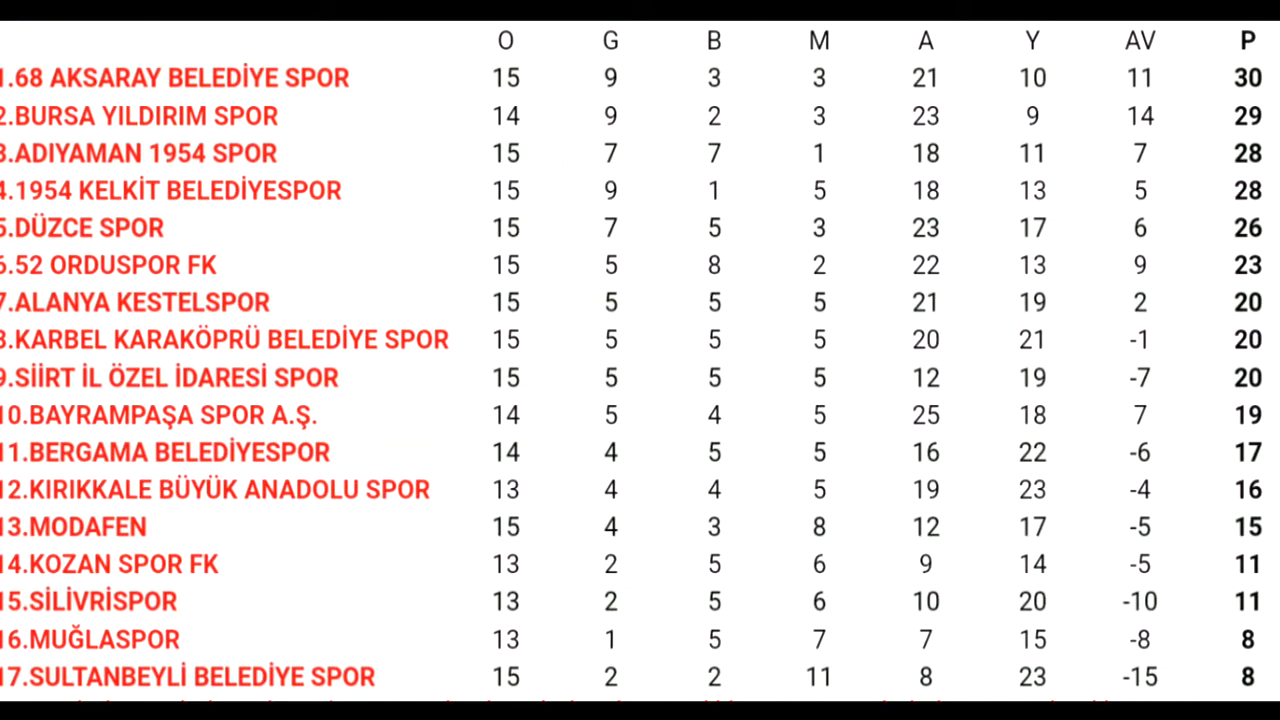 O G B M A Y AV P
1.68 AKSARAY BELEDİYE SPOR 15 9 3 3 21 10 11 30
2.BURSA YILDIRIM SPOR 14 9 2 3 23 9 14 29
3.ADIYAMAN 1954 SPOR 15 7 7 1 18 11 7 28
4.1954 KELKİT BELEDİYESPOR 15 9 1 5 18 13 5 28
5.DÜZCE SPOR 15 7 5 3 23 17 6 26
6.52 ORDUSPOR FK 15 5 8 2 22 13 9 23
7.ALANYA KESTELSPOR 15 5 5 5 21 19 2 20
8.KARBEL KARAKÖPRÜ BELEDİYE SPOR 15 5 5 5 20 21 -1 20
9.SİİRT İL ÖZEL İDARESİ SPOR 15 5 5 5 12 19 -7 20
10.BAYRAMPAŞA SPOR A.Ş. 14 5 4 5 25 18 7 19
11.BERGAMA BELEDİYESPOR 14 4 5 5 16 22 -6 17
12.KIRIKKALE BÜYÜK ANADOLU SPOR 13 4 4 5 19 23 -4 16
13.MODAFEN 15 4 3 8 12 17 -5 15
14.KOZAN SPOR FK 13 2 5 6 9 14 -5 11
15.SİLİVRİSPOR 13 2 5 6 10 20 -10 11
16.MUĞLASPOR 13 1 5 7 7 15 -8 8
17.SULTANBEYLİ BELEDİYE SPOR 15 2 2 11 8 23 -15 8